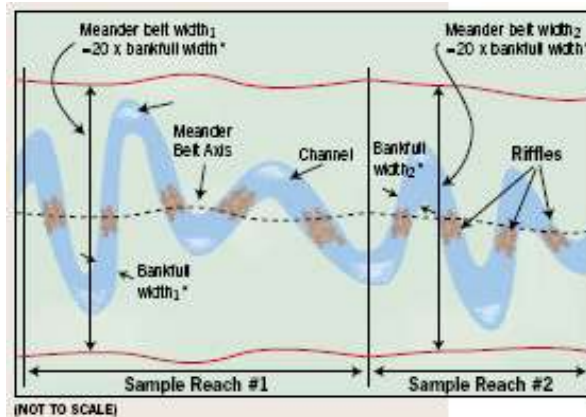 Meander belt width1
=20 x bankfull width*
Meander belt width2
=20 x bankfull width*
Meander
Belt Axis
Channel
Bankfull
width2*
Riffles
Bankfull
width1*
Sample Reach #1
Sample Reach #2
(NOT TO SCALE)